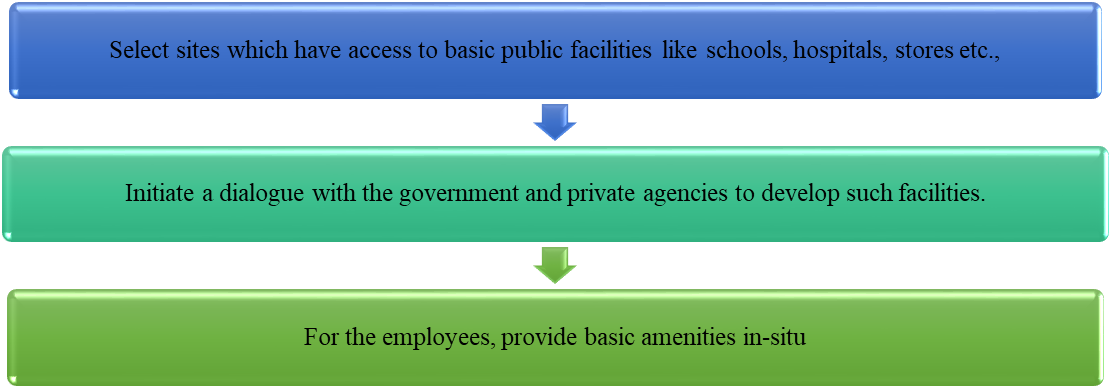 Select sites which have access to basic public facilities like schools, hospitals, stores etc.,
Initiate a dialogue with the government and private agencies to develop such facilities.
For the employees, provide basic amenities in-situ